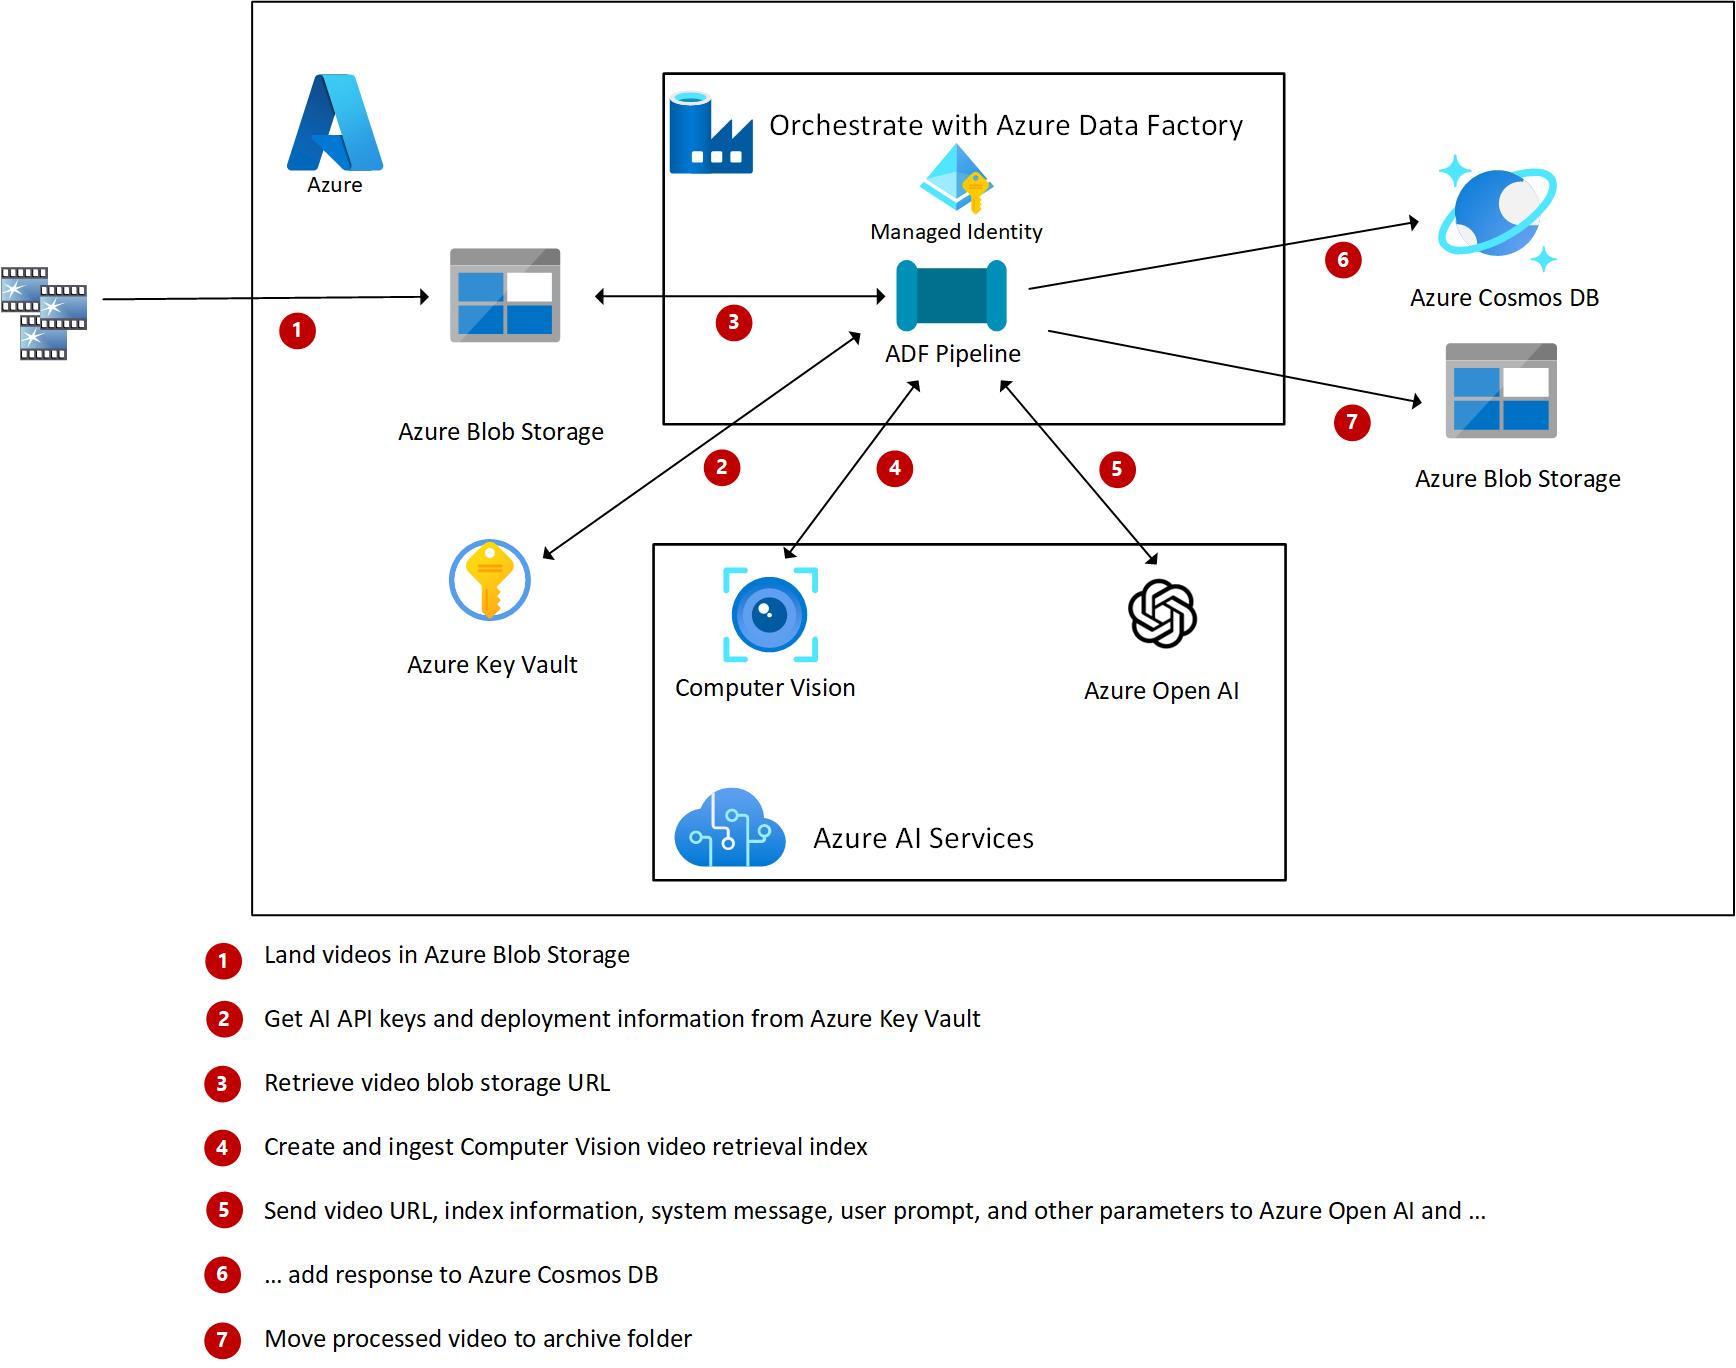 Orchestrate with Azure Data Factory
Azure
Managed Identity
6
Azure Cosmos DB
1
3
ADF Pipeline
7
Azure Blob Storage
2
4
5
Azure Blob Storage
Azure Key Vault
Computer Vision
Azure Open AI
Azure AI Services
1 Land videos in Azure Blob Storage
2 Get AI API keys and deployment information from Azure Key Vault
3 Retrieve video blob storage URL
4 Create and ingest Computer Vision video retrieval index
5 Send video URL, index information, system message, user prompt, and other parameters to Azure Open AI and ...
6 ... add response to Azure Cosmos DB
7 Move processed video to archive folder